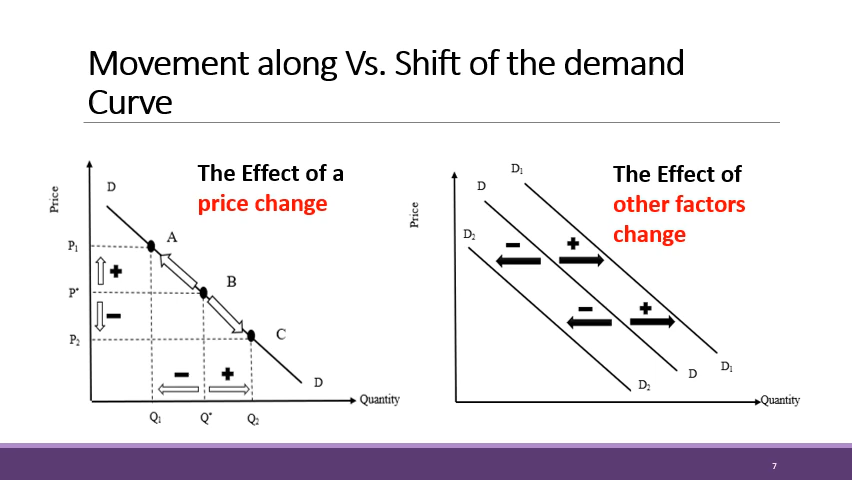 Movement along Vs. Shift of the demand
Curve
The Effect of a
price change
Price
D
A
P₁
+
B
P*
−
C
P₂
− +
D
Quantity
Q₁ Q* Q₂
The Effect of
other factors
change
Price
D₁
D
D₂
− +
− +
D₁
D
D₂
Quantity
7